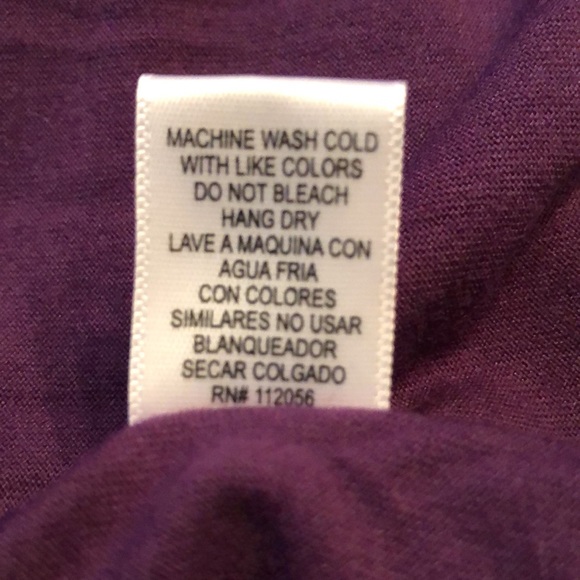 MACHINE WASH COLD
WITH LIKE COLORS
DO NOT BLEACH
HANG DRY
LAVE A MAQUINA CON
AGUA FRIA
CON COLORES
SIMILARES NO USAR
BLANQUEADOR
SECAR COLGADO
RN# 112056